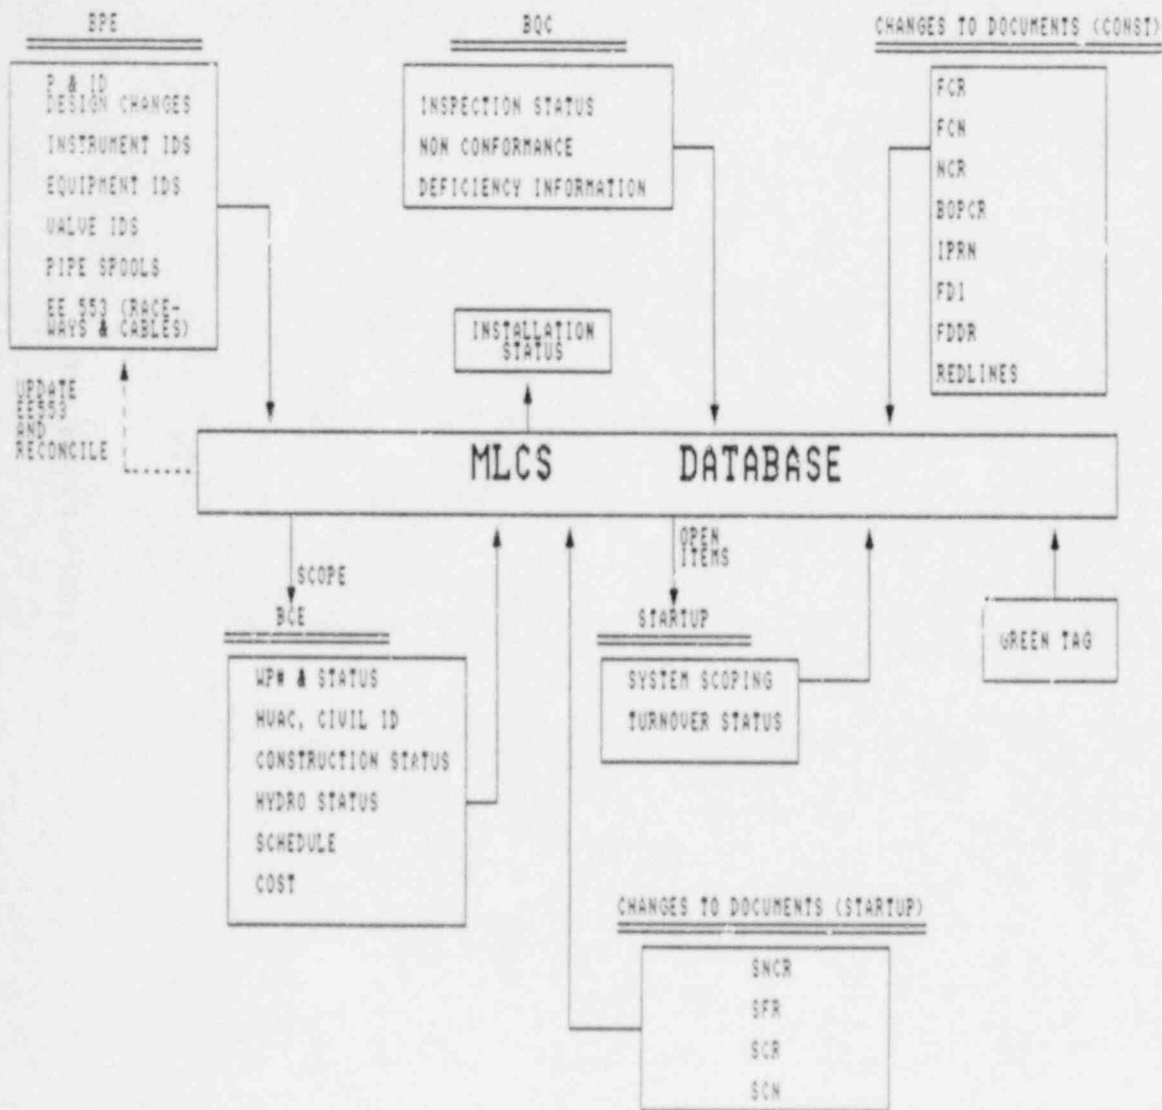 BPE
P & ID
DESIGN CHANGES
INSTRUMENT IDS
EQUIPMENT IDS
VALVE IDS
PIPE SPOOLS
EE 553 (RACE-
WAYS & CABLES)
BQC
INSPECTION STATUS
NON CONFORMANCE
DEFICIENCY INFORMATION
CHANGES TO DOCUMENTS (CONST)
FCR
FCN
NCR
BOPCR
IPRN
FDI
FDDR
REDLINES
INSTALLATION
STATUS
UPDATE
EE553
AND
RECONCILE
MLCS DATABASE
SCOPE
BCE
WP# & STATUS
HVAC, CIVIL ID
CONSTRUCTION STATUS
HYDRO STATUS
SCHEDULE
COST
OPEN
ITEMS
STARTUP
SYSTEM SCOPING
TURNOVER STATUS
GREEN TAG
CHANGES TO DOCUMENTS (STARTUP)
SNCR
SFR
SCR
SCN